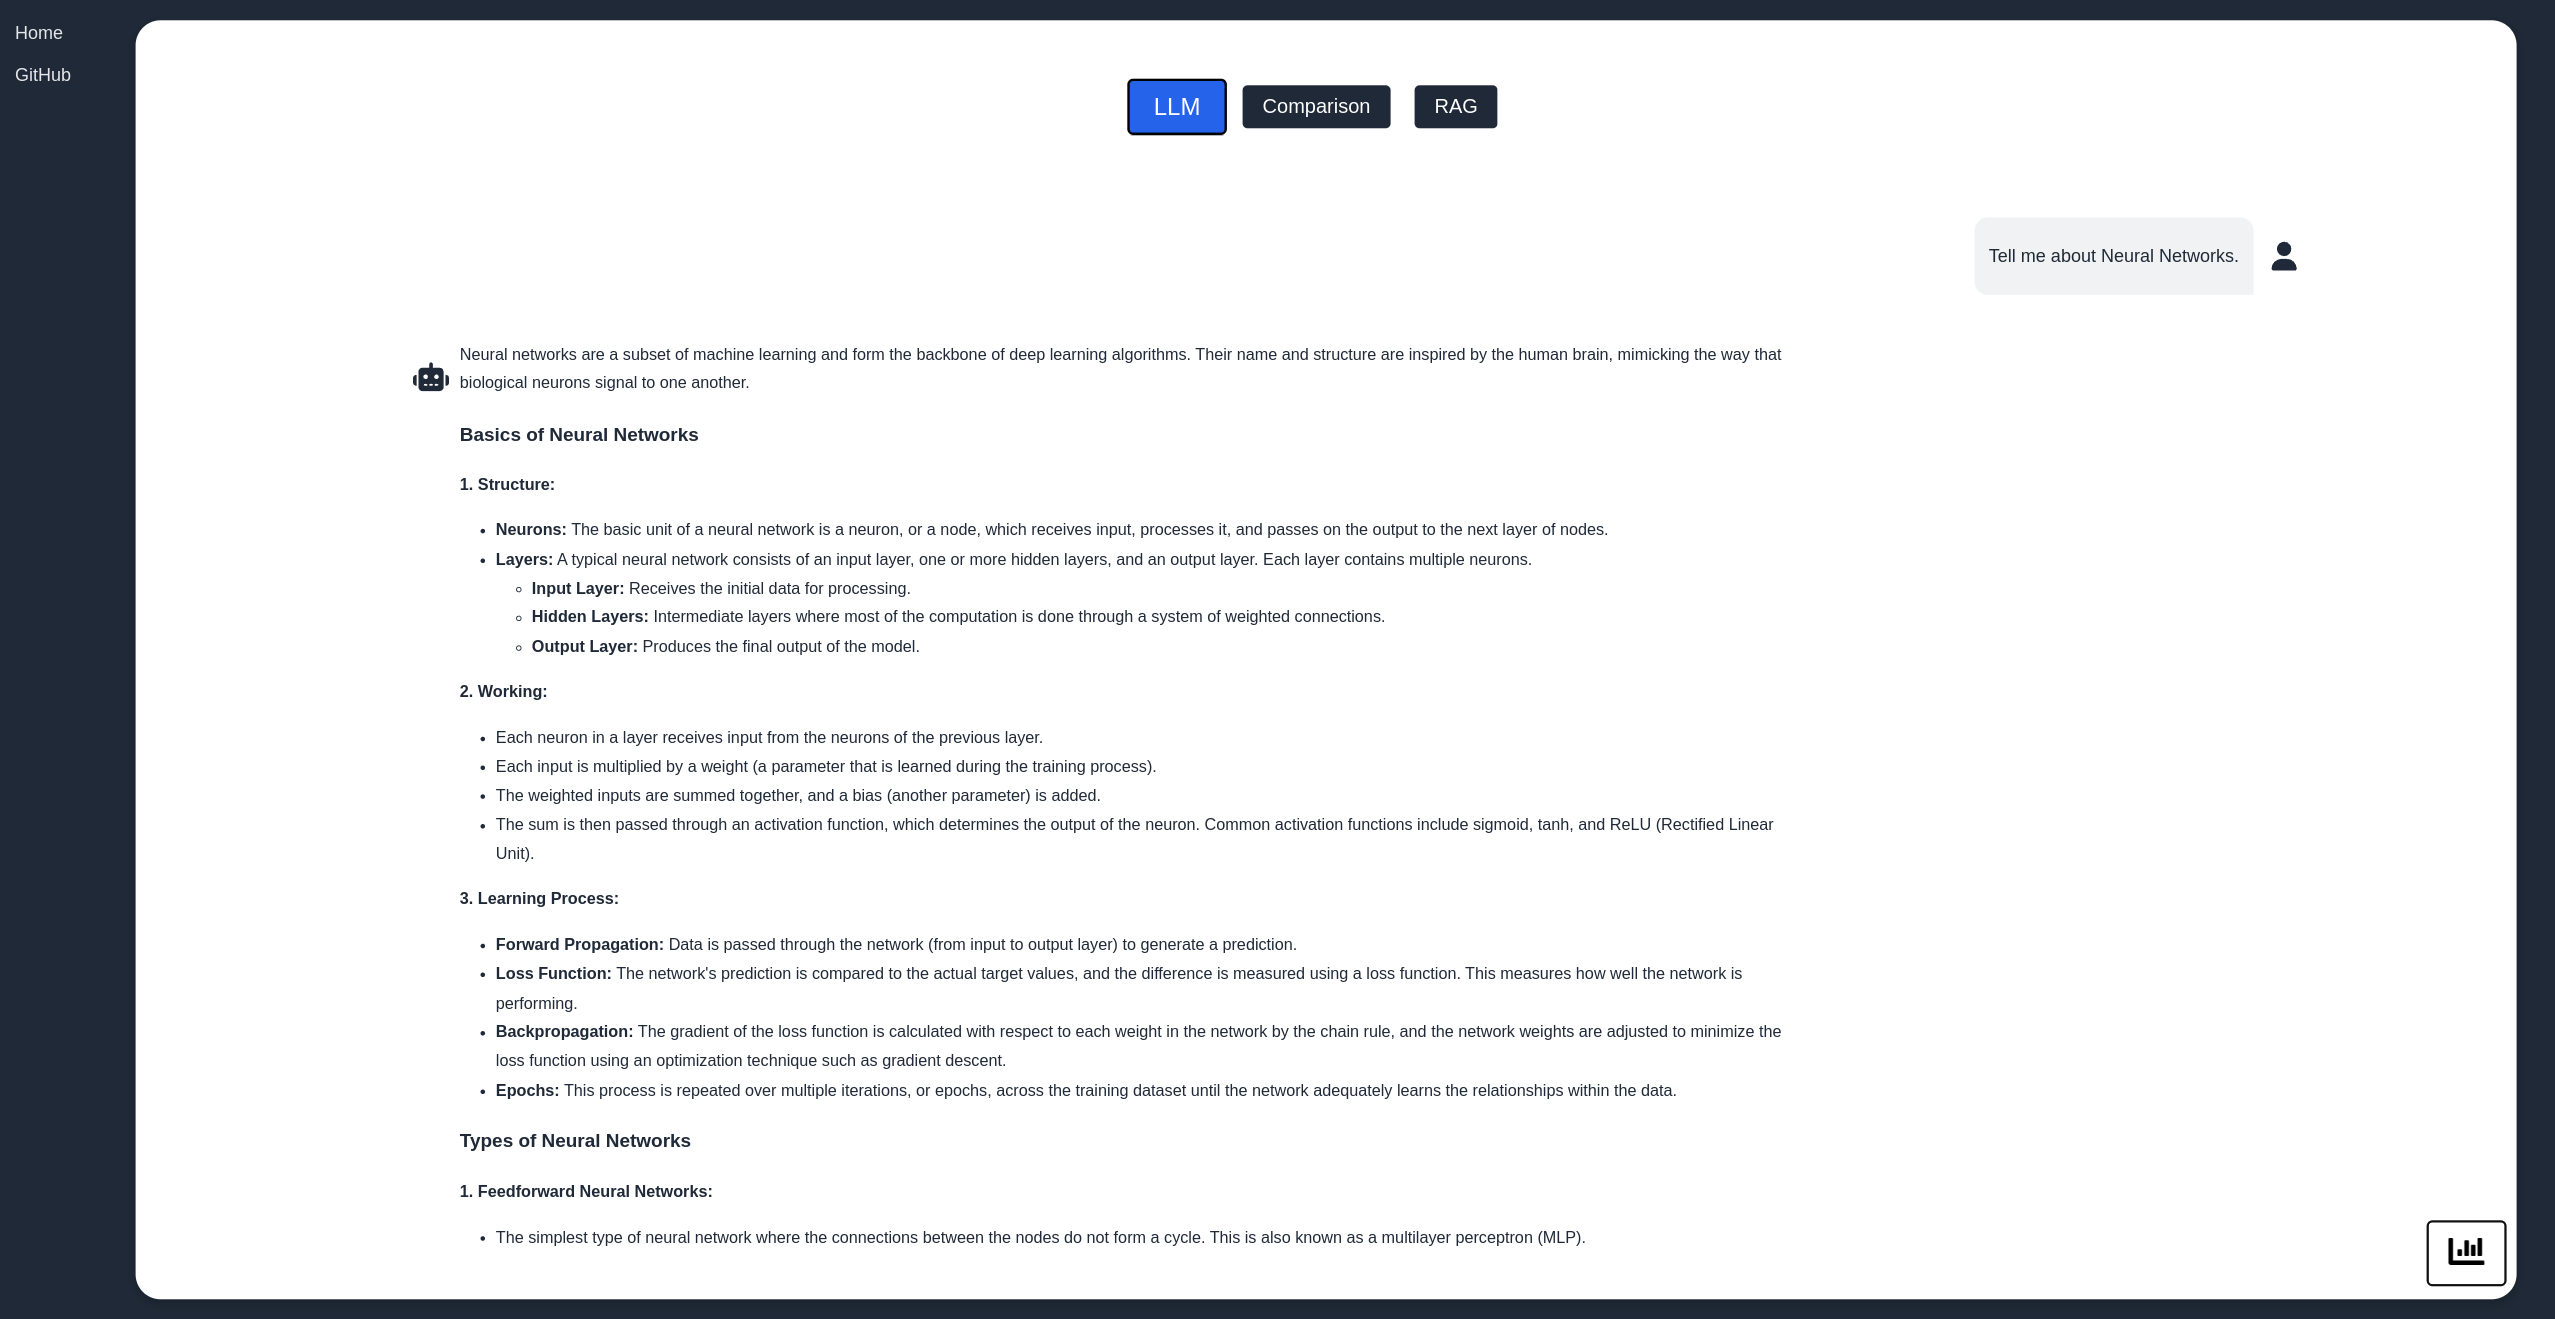 Home
GitHub
LLM
Comparison
RAG
Tell me about Neural Networks.
Neural networks are a subset of machine learning and form the backbone of deep learning algorithms. Their name and structure are inspired by the human brain, mimicking the way that
biological neurons signal to one another.
Basics of Neural Networks
1. Structure:
• Neurons: The basic unit of a neural network is a neuron, or a node, which receives input, processes it, and passes on the output to the next layer of nodes.
• Layers: A typical neural network consists of an input layer, one or more hidden layers, and an output layer. Each layer contains multiple neurons.
◦ Input Layer: Receives the initial data for processing.
◦ Hidden Layers: Intermediate layers where most of the computation is done through a system of weighted connections.
◦ Output Layer: Produces the final output of the model.
2. Working:
• Each neuron in a layer receives input from the neurons of the previous layer.
• Each input is multiplied by a weight (a parameter that is learned during the training process).
• The weighted inputs are summed together, and a bias (another parameter) is added.
• The sum is then passed through an activation function, which determines the output of the neuron. Common activation functions include sigmoid, tanh, and ReLU (Rectified Linear
Unit).
3. Learning Process:
• Forward Propagation: Data is passed through the network (from input to output layer) to generate a prediction.
• Loss Function: The network's prediction is compared to the actual target values, and the difference is measured using a loss function. This measures how well the network is
performing.
• Backpropagation: The gradient of the loss function is calculated with respect to each weight in the network by the chain rule, and the network weights are adjusted to minimize the
loss function using an optimization technique such as gradient descent.
• Epochs: This process is repeated over multiple iterations, or epochs, across the training dataset until the network adequately learns the relationships within the data.
Types of Neural Networks
1. Feedforward Neural Networks:
• The simplest type of neural network where the connections between the nodes do not form a cycle. This is also known as a multilayer perceptron (MLP).